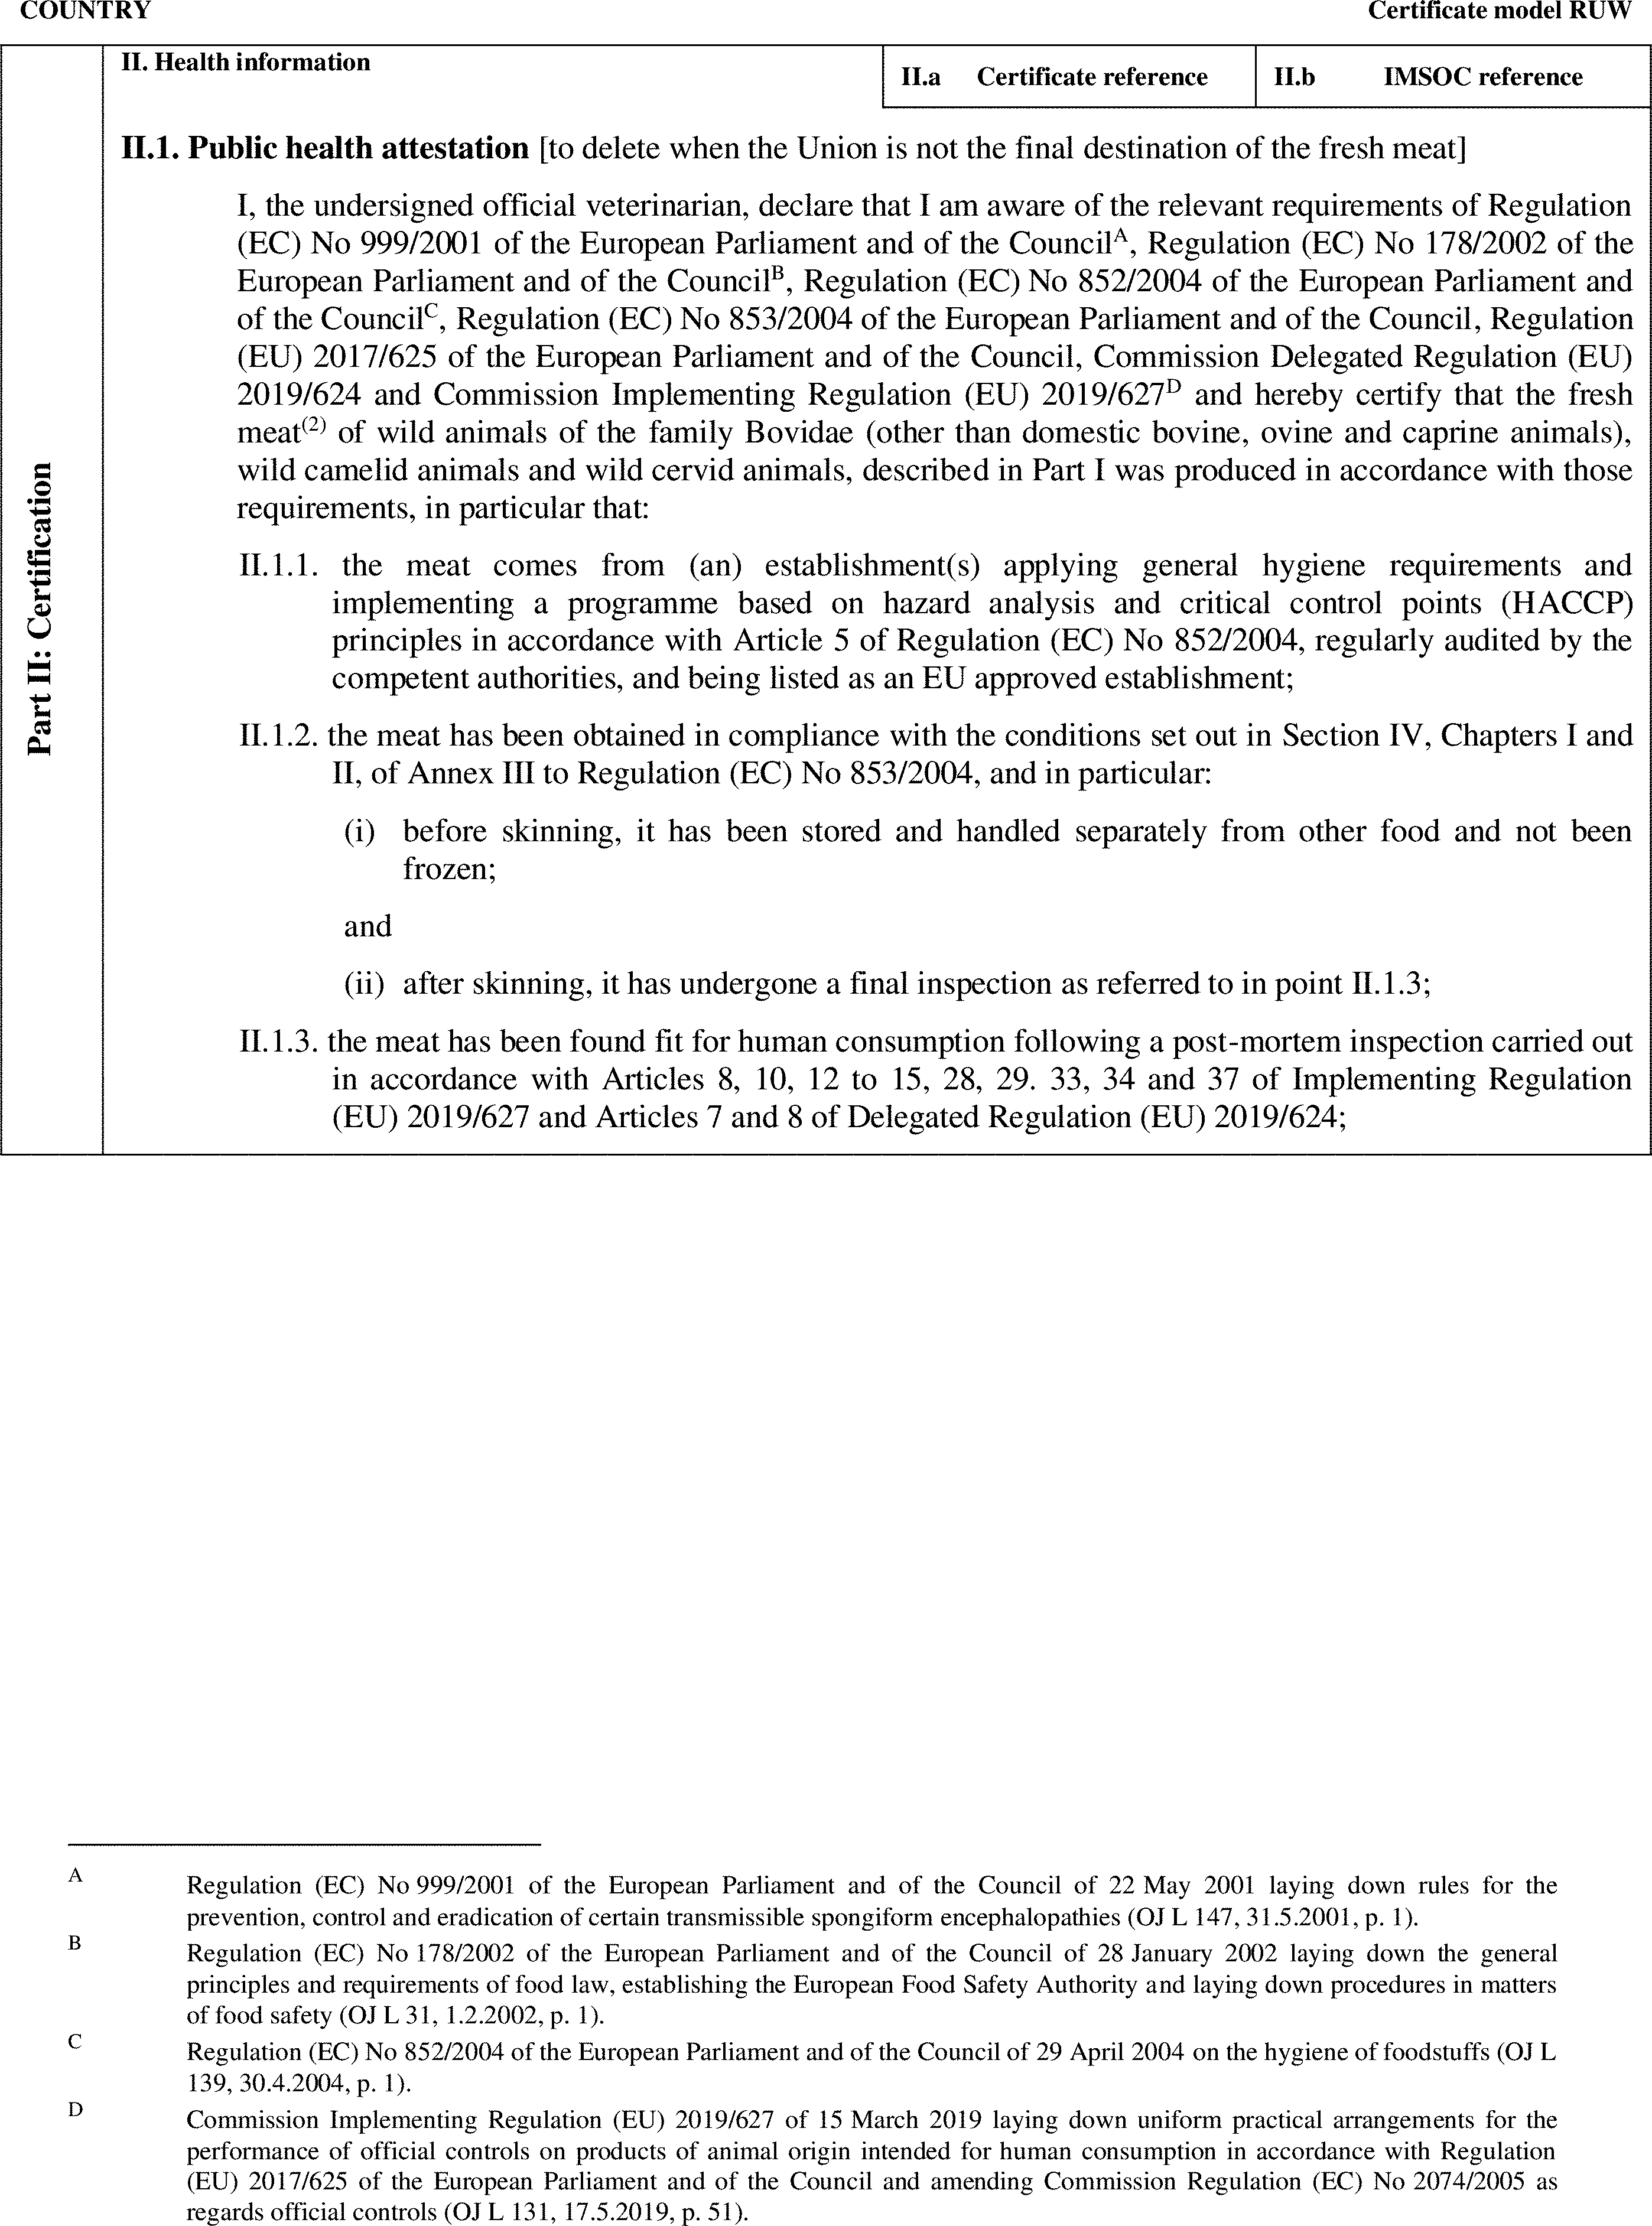 COUNTRY Certificate model RUW
Part II: Certification
II. Health information
II.a Certificate reference
II.b IMSOC reference
II.1. Public health attestation [to delete when the Union is not the final destination of the fresh meat]
I, the undersigned official veterinarian, declare that I am aware of the relevant requirements of Regulation
(EC) No 999/2001 of the European Parliament and of the Council^A, Regulation (EC) No 178/2002 of the
European Parliament and of the Council^B, Regulation (EC) No 852/2004 of the European Parliament and
of the Council^C, Regulation (EC) No 853/2004 of the European Parliament and of the Council, Regulation
(EU) 2017/625 of the European Parliament and of the Council, Commission Delegated Regulation (EU)
2019/624 and Commission Implementing Regulation (EU) 2019/627^D and hereby certify that the fresh
meat^(2) of wild animals of the family Bovidae (other than domestic bovine, ovine and caprine animals),
wild camelid animals and wild cervid animals, described in Part I was produced in accordance with those
requirements, in particular that:
II.1.1. the meat comes from (an) establishment(s) applying general hygiene requirements and
implementing a programme based on hazard analysis and critical control points (HACCP)
principles in accordance with Article 5 of Regulation (EC) No 852/2004, regularly audited by the
competent authorities, and being listed as an EU approved establishment;
II.1.2. the meat has been obtained in compliance with the conditions set out in Section IV, Chapters I and
II, of Annex III to Regulation (EC) No 853/2004, and in particular:
(i) before skinning, it has been stored and handled separately from other food and not been
frozen;
and
(ii) after skinning, it has undergone a final inspection as referred to in point II.1.3;
II.1.3. the meat has been found fit for human consumption following a post-mortem inspection carried out
in accordance with Articles 8, 10, 12 to 15, 28, 29. 33, 34 and 37 of Implementing Regulation
(EU) 2019/627 and Articles 7 and 8 of Delegated Regulation (EU) 2019/624;
A Regulation (EC) No 999/2001 of the European Parliament and of the Council of 22 May 2001 laying down rules for the
prevention, control and eradication of certain transmissible spongiform encephalopathies (OJ L 147, 31.5.2001, p. 1).
B Regulation (EC) No 178/2002 of the European Parliament and of the Council of 28 January 2002 laying down the general
principles and requirements of food law, establishing the European Food Safety Authority and laying down procedures in matters
of food safety (OJ L 31, 1.2.2002, p. 1).
C Regulation (EC) No 852/2004 of the European Parliament and of the Council of 29 April 2004 on the hygiene of foodstuffs (OJ L
139, 30.4.2004, p. 1).
D Commission Implementing Regulation (EU) 2019/627 of 15 March 2019 laying down uniform practical arrangements for the
performance of official controls on products of animal origin intended for human consumption in accordance with Regulation
(EU) 2017/625 of the European Parliament and of the Council and amending Commission Regulation (EC) No 2074/2005 as
regards official controls (OJ L 131, 17.5.2019, p. 51).